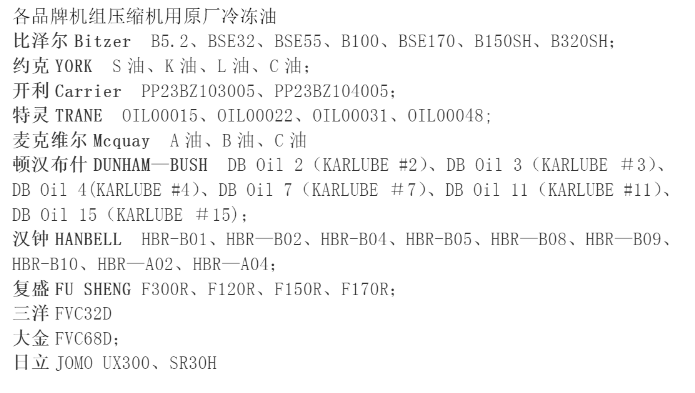 各品牌机组压缩机用原厂冷冻油
比泽尔 Bitzer  B5.2、BSE32、BSE55、B100、BSE170、B150SH、B320SH;
约克 YORK  S 油、K 油、L 油、C 油;
开利 Carrier  PP23BZ103005、PP23BZ104005;
特灵 TRANE  OIL00015、OIL00022、OIL00031、OIL00048;
麦克维尔 Mcquay  A 油、B 油、C 油
顿汉布什 DUNHAM—BUSH  DB Oil 2（KARLUBE #2）、DB Oil 3（KARLUBE ＃3）、
DB Oil 4(KARLUBE #4)、DB Oil 7（KARLUBE ＃7）、DB Oil 11（KARLUBE #11）、
DB Oil 15（KARLUBE ＃15）;
汉钟 HANBELL  HBR-B01、HBR—B02、HBR-B04、HBR-B05、HBR—B08、HBR—B09、
HBR-B10、HBR—A02、HBR—A04;
复盛 FU SHENG F300R、F120R、F150R、F170R;
三洋 FVC32D
大金 FVC68D;
日立 JOMO UX300、SR30H